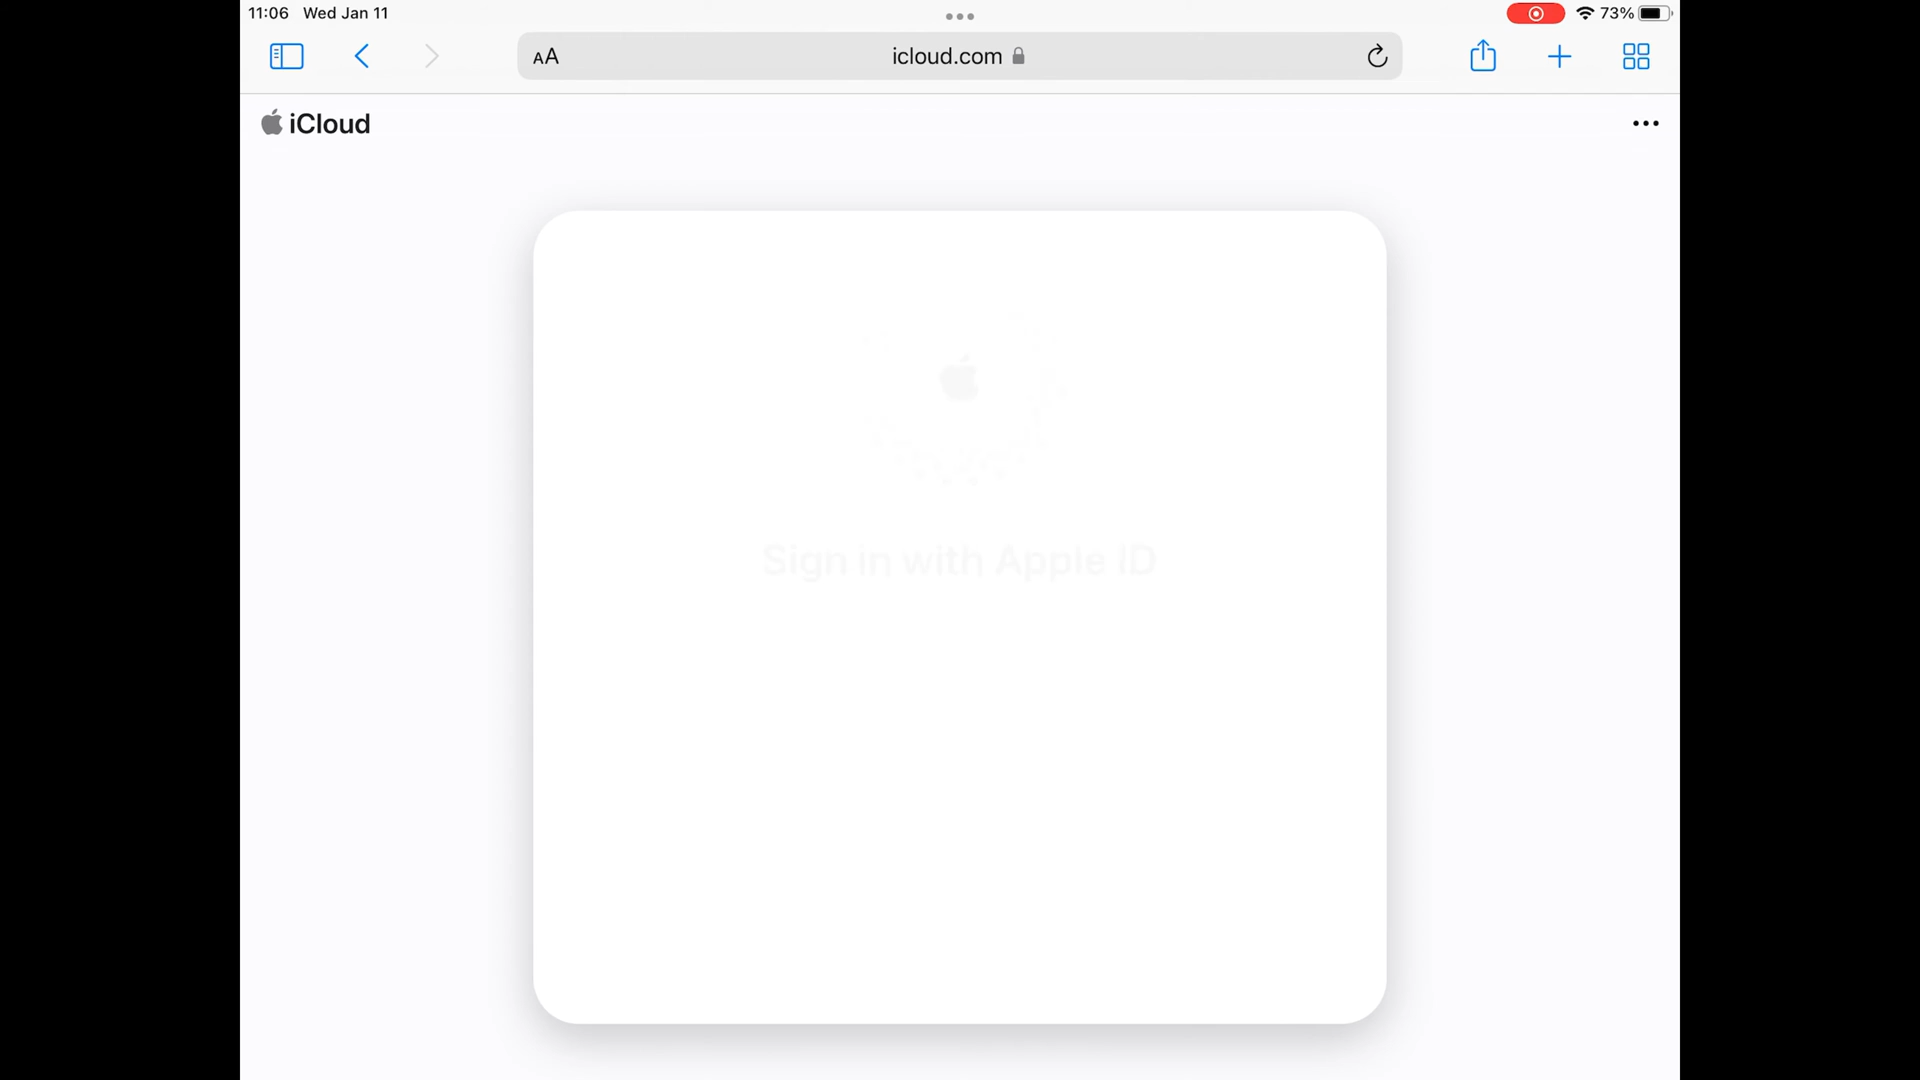 11:06 Wed Jan 11
73%
AA
icloud.com
iCloud
Sign in with Apple ID